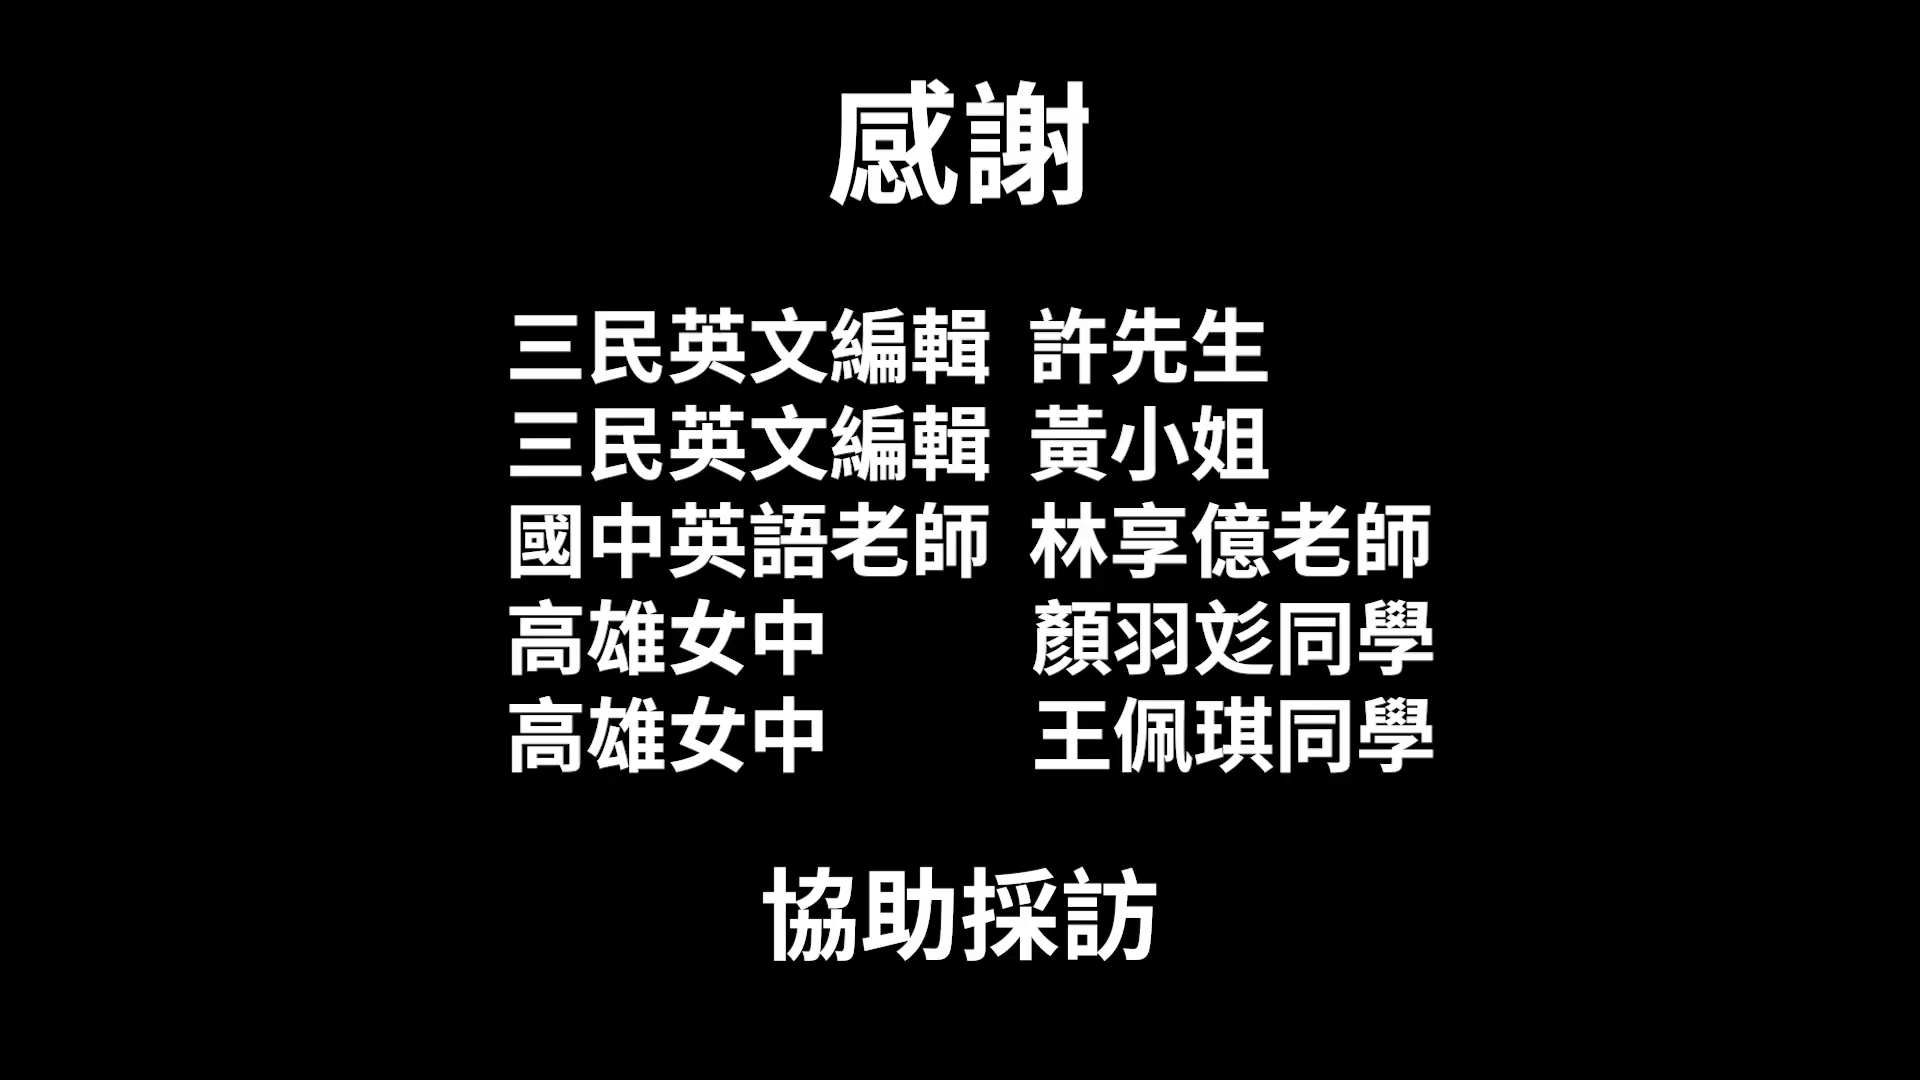 感謝
三民英文編輯 許先生
三民英文編輯 黃小姐
國中英語老師 林享億老師
高雄女中 顏羽彣同學
高雄女中 王佩琪同學
協助採訪